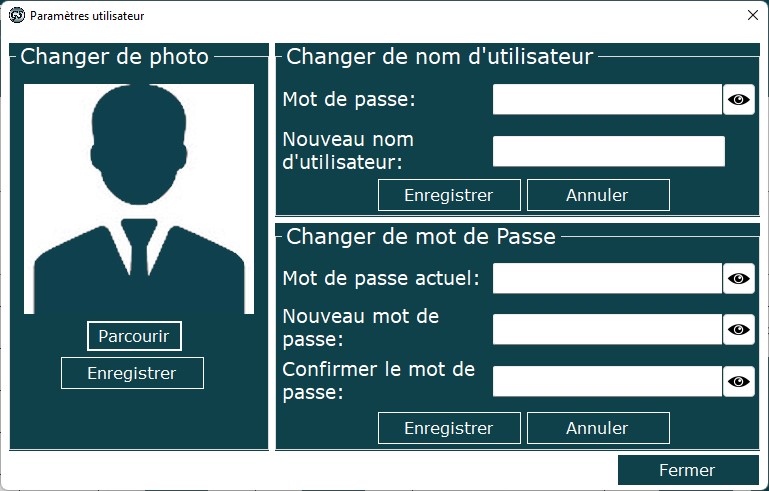 Paramètres utilisateur
Changer de photo
Parcourir
Enregistrer
Changer de nom d'utilisateur
Mot de passe:
Nouveau nom
d'utilisateur:
Enregistrer
Annuler
Changer de mot de Passe
Mot de passe actuel:
Nouveau mot de
passe:
Confirmer le mot de
passe:
Enregistrer
Annuler
Fermer